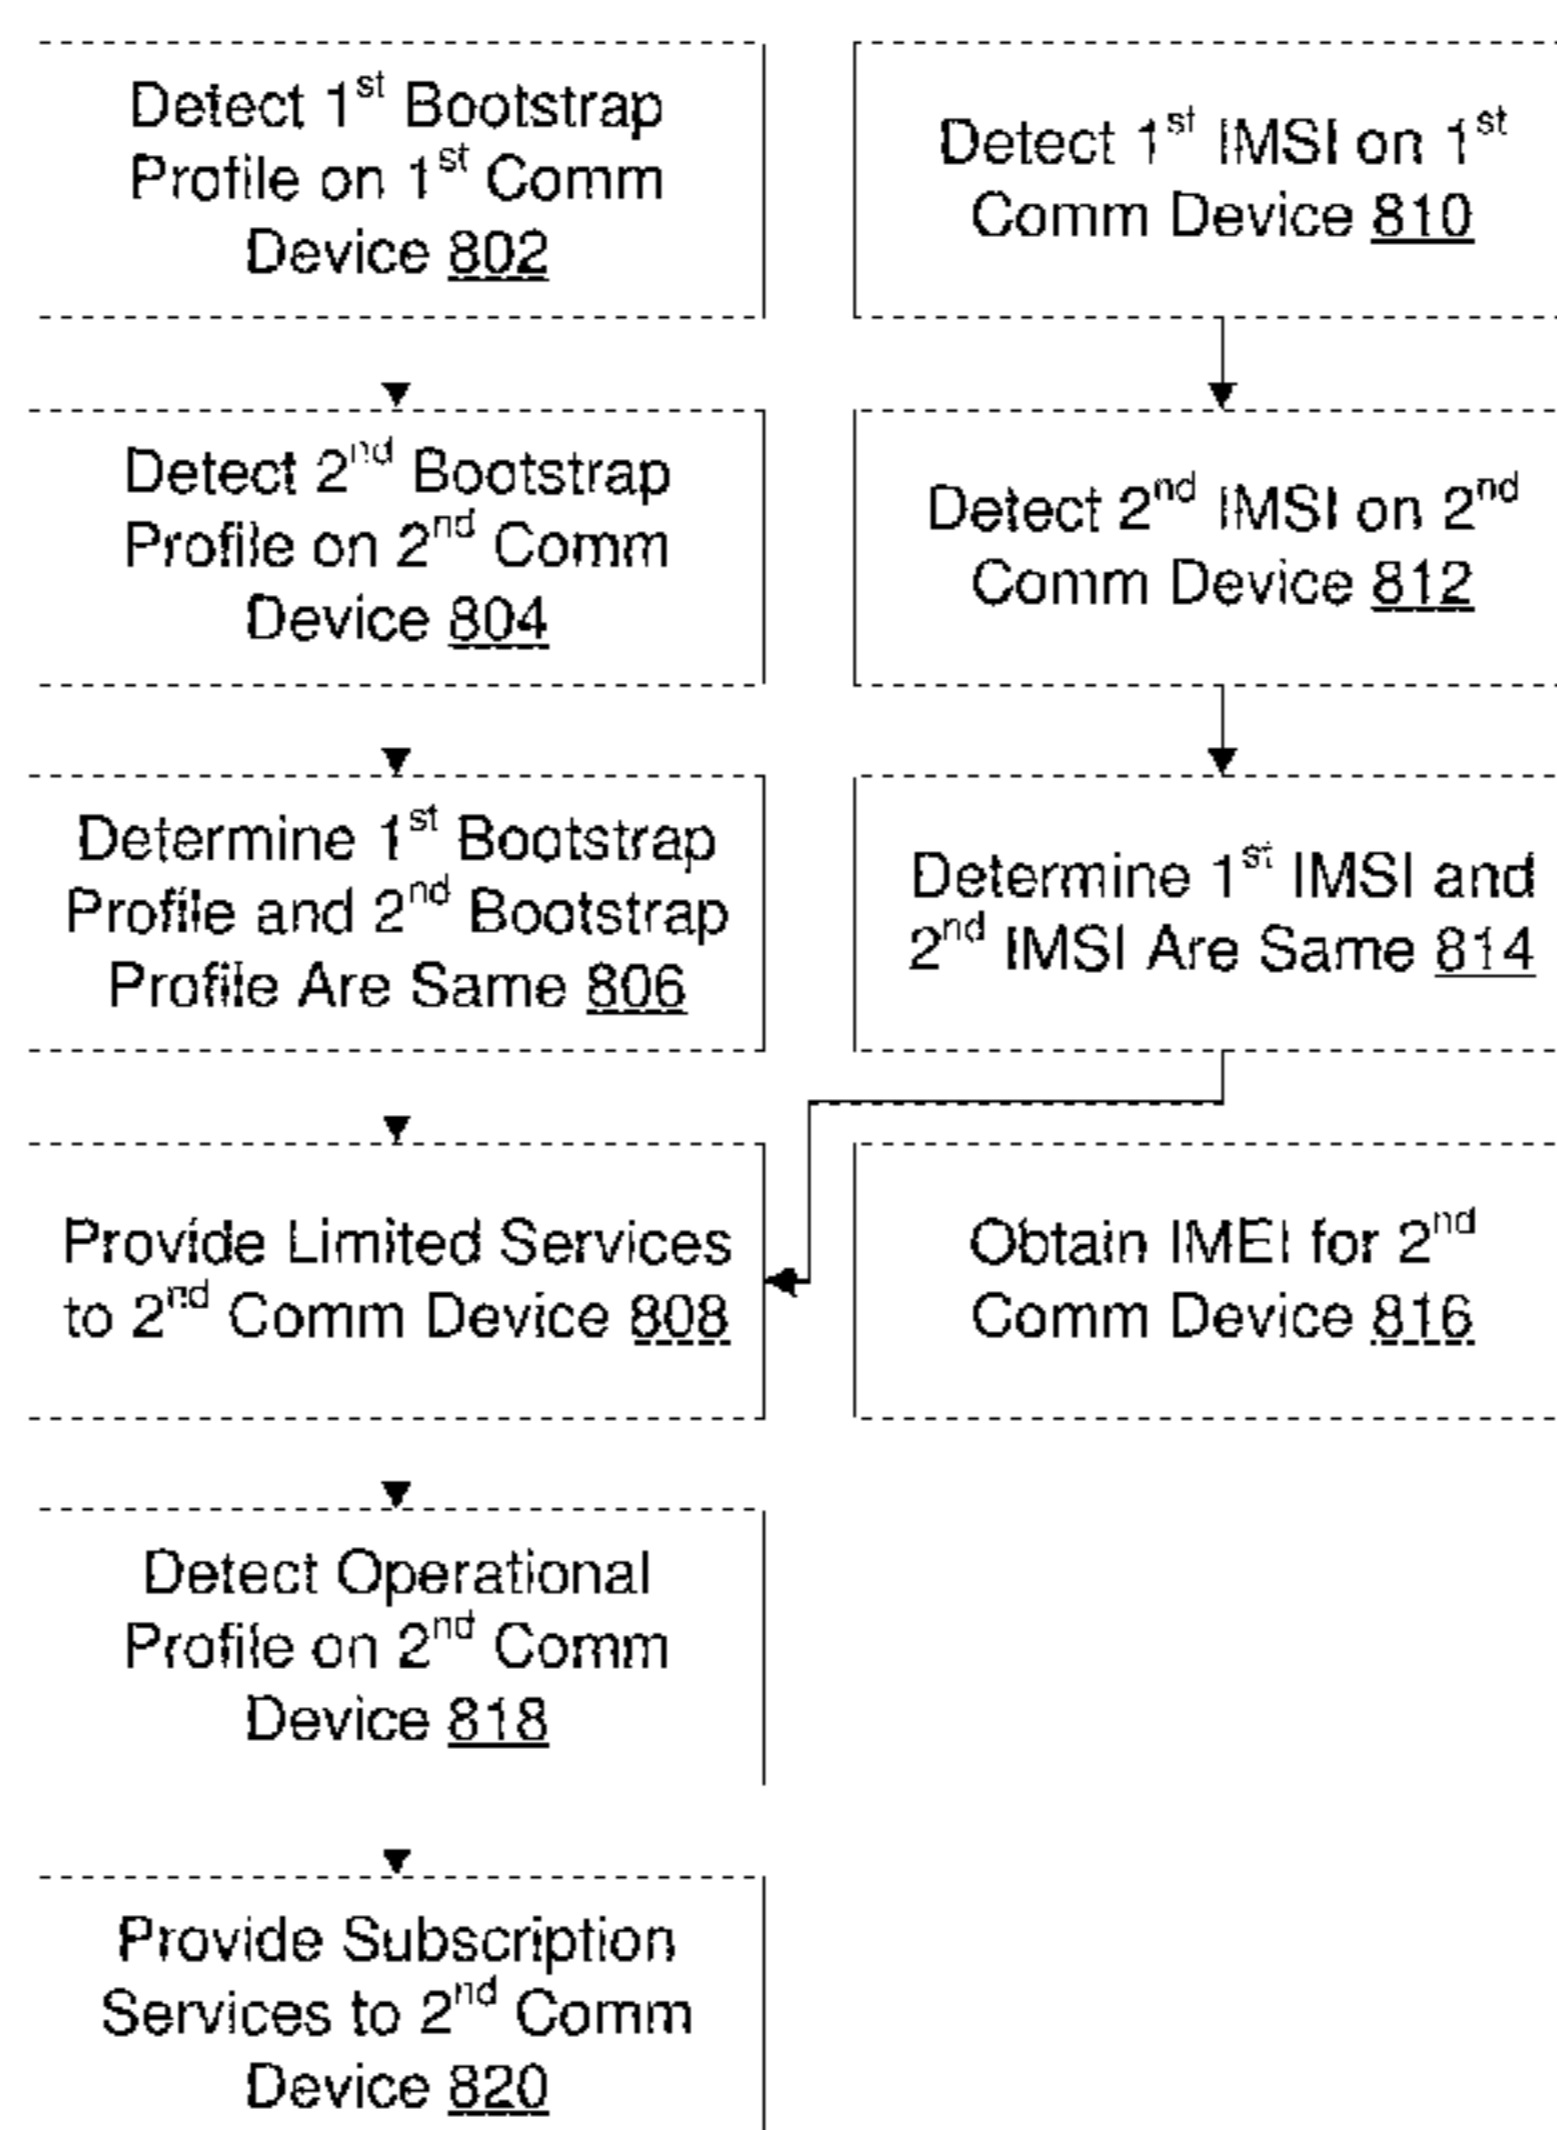 Detect 1st Bootstrap
Profile on 1st Comm
Device 802
Detect 2nd Bootstrap
Profile on 2nd Comm
Device 804
Determine 1st Bootstrap
Profile and 2nd Bootstrap
Profile Are Same 806
Provide Limited Services
to 2nd Comm Device 808
Detect Operational
Profile on 2nd Comm
Device 818
Provide Subscription
Services to 2nd Comm
Device 820
Detect 1st IMSI on 1st
Comm Device 810
Detect 2nd IMSI on 2nd
Comm Device 812
Determine 1st IMSI and
2nd IMSI Are Same 814
Obtain IMEI for 2nd
Comm Device 816